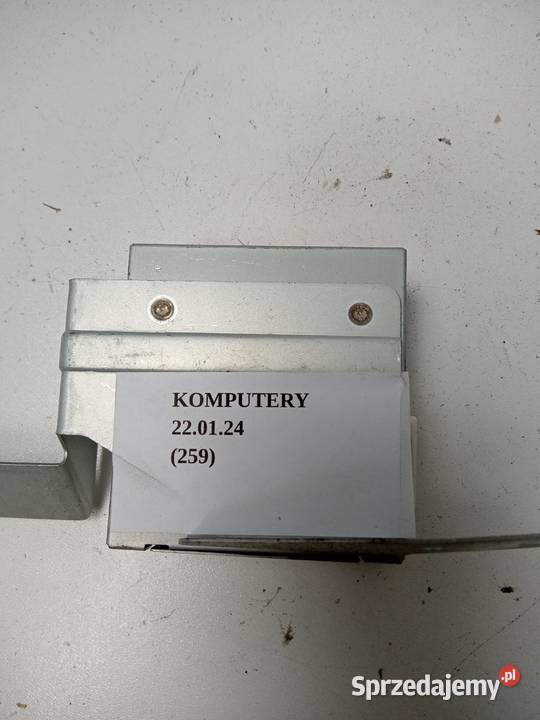 KOMPUTERY
22.01.24
(259)
Sprzedajemy.pl